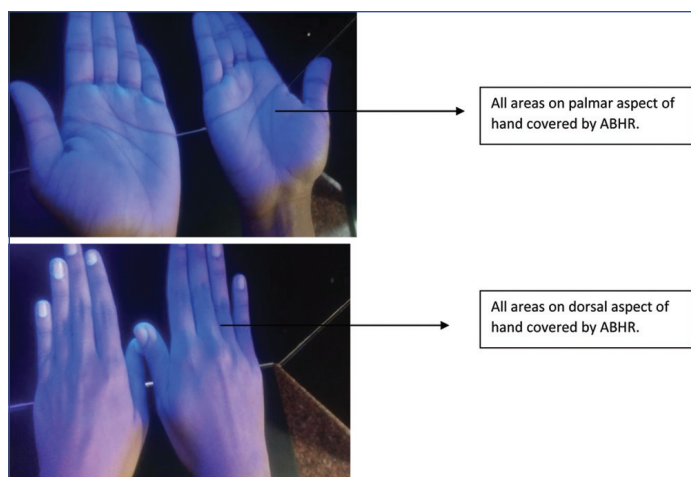 All areas on palmar aspect of
hand covered by ABHR.
All areas on dorsal aspect of
hand covered by ABHR.